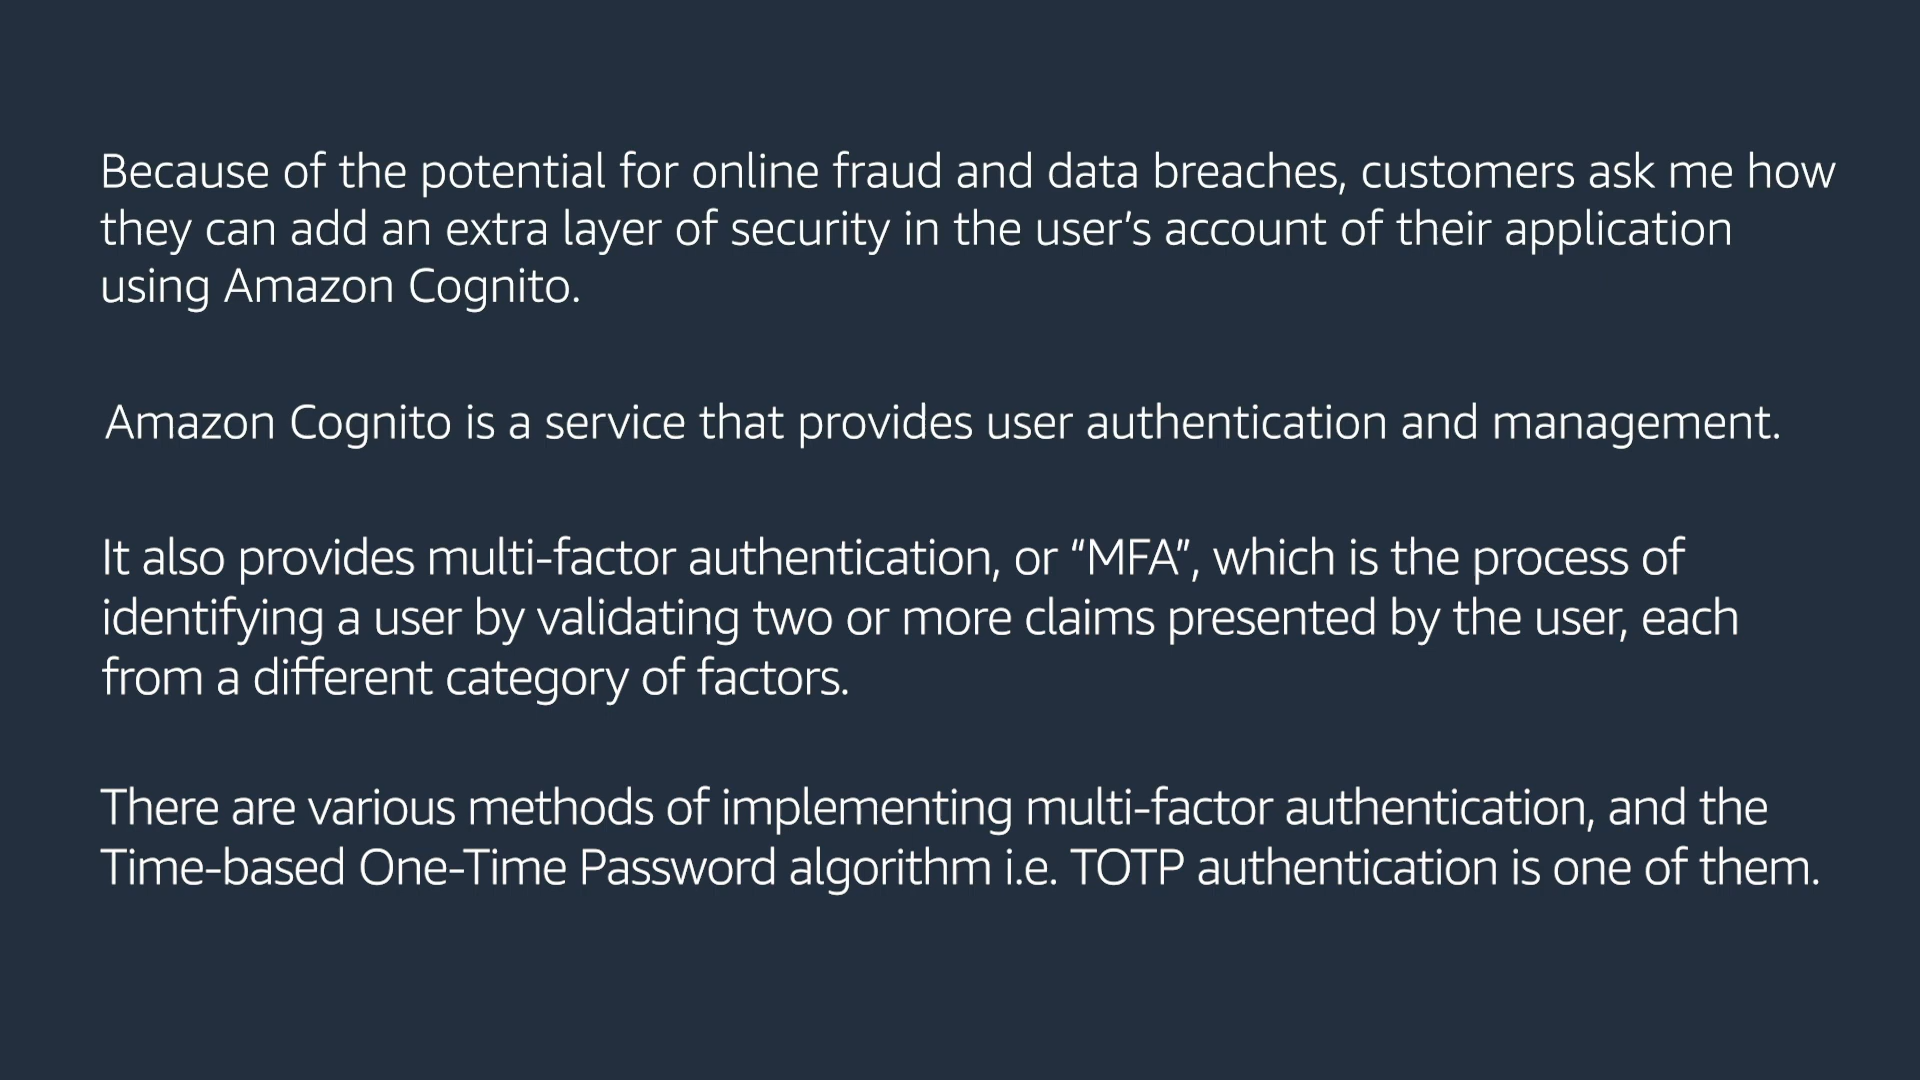 Because of the potential for online fraud and data breaches, customers ask me how
they can add an extra layer of security in the user’s account of their application
using Amazon Cognito.
Amazon Cognito is a service that provides user authentication and management.
It also provides multi-factor authentication, or “MFA”, which is the process of
identifying a user by validating two or more claims presented by the user, each
from a different category of factors.
There are various methods of implementing multi-factor authentication, and the
Time-based One-Time Password algorithm i.e. TOTP authentication is one of them.